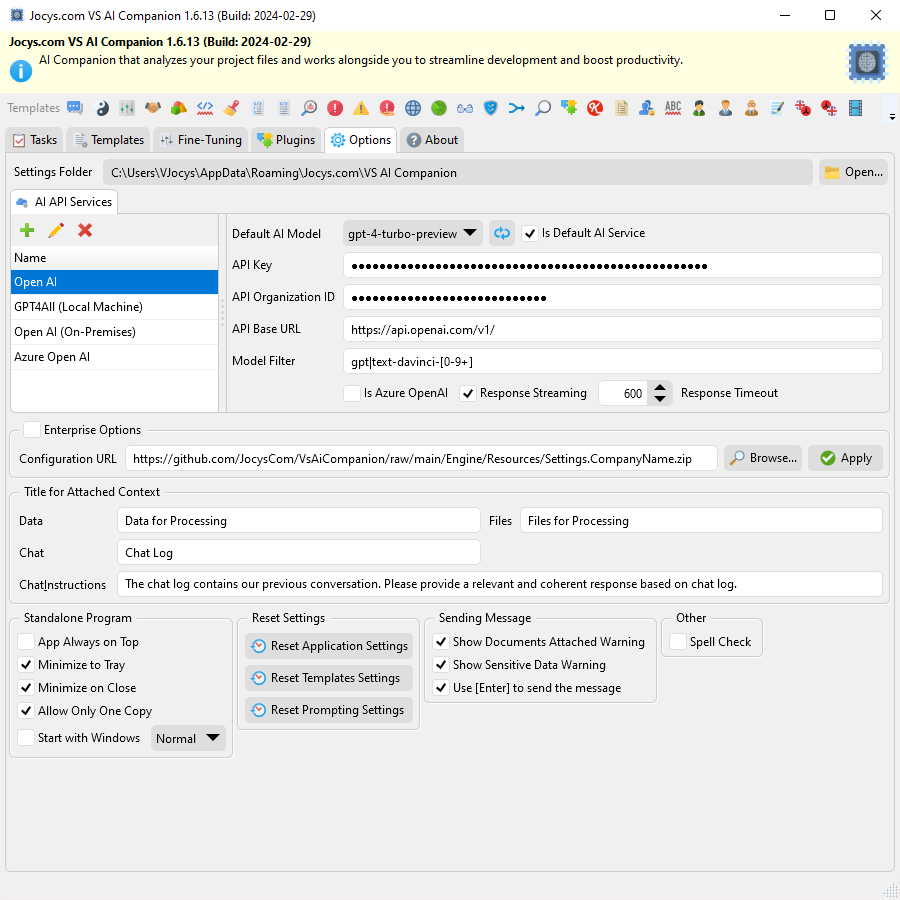 Jocys.com VS AI Companion 1.6.13 (Build: 2024-02-29)
Jocys.com VS AI Companion 1.6.13 (Build: 2024-02-29)
AI Companion that analyzes your project files and works alongside you to streamline development and boost productivity.
Templates ABC
Tasks Templates Fine-Tuning Plugins Options About
Settings Folder C:\Users\VJocys\AppData\Roaming\Jocys.com\VS AI Companion Open...
AI API Services
Name
Open AI
GPT4All (Local Machine)
Open AI (On-Premises)
Azure Open AI
Default AI Model gpt-4-turbo-preview Is Default AI Service
API Key ●●●●●●●●●●●●●●●●●●●●●●●●●●●●●●●●●●●●●●●●●●●●●●●●●●●
API Organization ID ●●●●●●●●●●●●●●●●●●●●●●●●●●●●
API Base URL https://api.openai.com/v1/
Model Filter gpt|text-davinci-[0-9+]
Is Azure OpenAI Response Streaming 600 Response Timeout
Enterprise Options
Configuration URL https://github.com/JocysCom/VsAiCompanion/raw/main/Engine/Resources/Settings.CompanyName.zip Browse... Apply
Title for Attached Context
Data Data for Processing Files Files for Processing
Chat Chat Log
ChatInstructions The chat log contains our previous conversation. Please provide a relevant and coherent response based on chat log.
Standalone Program
App Always on Top
Minimize to Tray
Minimize on Close
Allow Only One Copy
Start with Windows Normal
Reset Settings
Reset Application Settings
Reset Templates Settings
Reset Prompting Settings
Sending Message
Show Documents Attached Warning
Show Sensitive Data Warning
Use [Enter] to send the message
Other
Spell Check